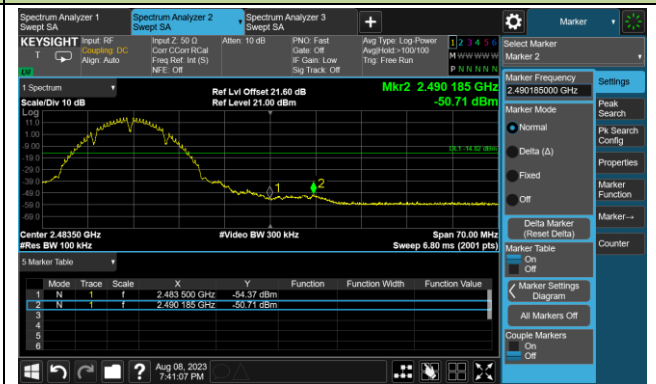 Spectrum Analyzer 1
Swept SA
Spectrum Analyzer 2
Swept SA
Spectrum Analyzer 3
Swept SA
Marker
KEYSIGHT
Input: RF
Coupling: DC
Align: Auto
Input Z: 50 Ω
Corr CCorr RCal
Freq Ref: Int (S)
NFE: Off
Atten: 10 dB
PNO: Fast
Gate: Off
IF Gain: Low
Sig Track: Off
Avg Type: Log-Power
Avg|Hold:>100/100
Trig: Free Run
1 2 3 4 5 6
M W W W W W
P N N N N N
LW
Select Marker
Marker 2
1 Spectrum
Scale/Div 10 dB
Ref Lvl Offset 21.60 dB
Ref Level 21.00 dBm
Mkr2 2.490 185 GHz
-50.71 dBm
Log
11.0
1.00
-9.00
-19.0
-29.0
-39.0
-49.0
-59.0
-69.0
DL1 -14.82 dBm
1
2
Center 2.48350 GHz
#Res BW 100 kHz
#Video BW 300 kHz
Span 70.00 MHz
Sweep 6.80 ms (2001 pts)
5 Marker Table
Mode Trace Scale X Y Function Function Width Function Value
1 N 1 f 2.483 500 GHz -54.37 dBm
2 N 1 f 2.490 185 GHz -50.71 dBm
3
4
5
6
Marker Frequency
2.490185000 GHz
Marker Mode
Normal
Delta (Δ)
Fixed
Off
Delta Marker
(Reset Delta)
Marker Table
On
Off
Marker Settings
Diagram
All Markers Off
Couple Markers
On
Off
Settings
Peak
Search
Pk Search
Config
Properties
Marker
Function
Marker→
Counter
Aug 08, 2023
7:41:07 PM